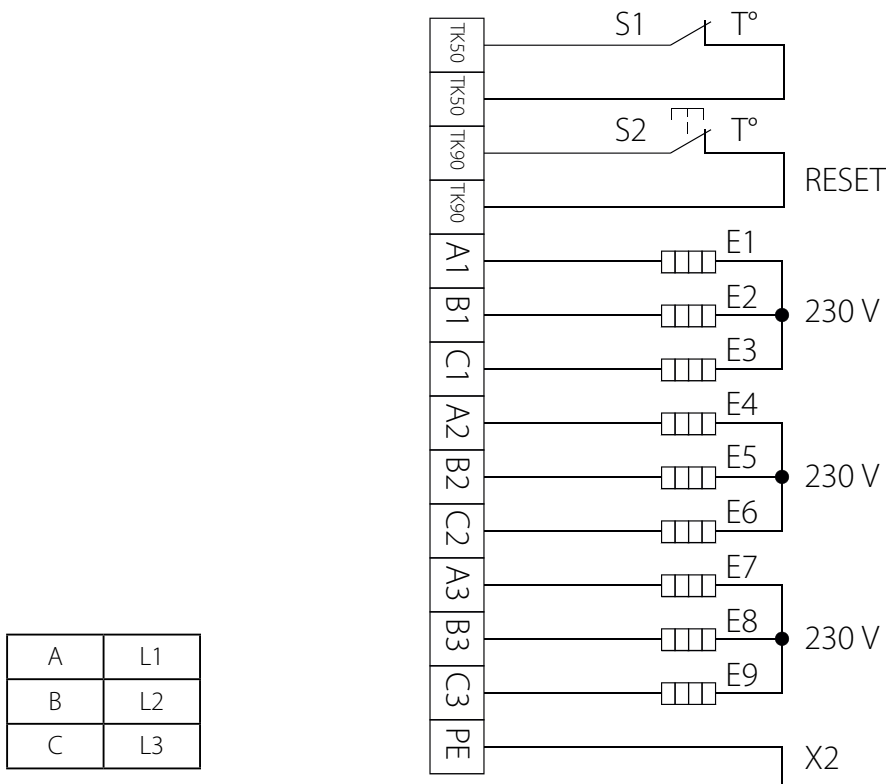 TK50 S1 T°
TK50
TK90 S2 T°
TK90 RESET
A1 E1
B1 E2 230 V
C1 E3
A2 E4
B2 E5 230 V
C2 E6
A3 E7
B3 E8 230 V
C3 E9
PE X2
A L1
B L2
C L3